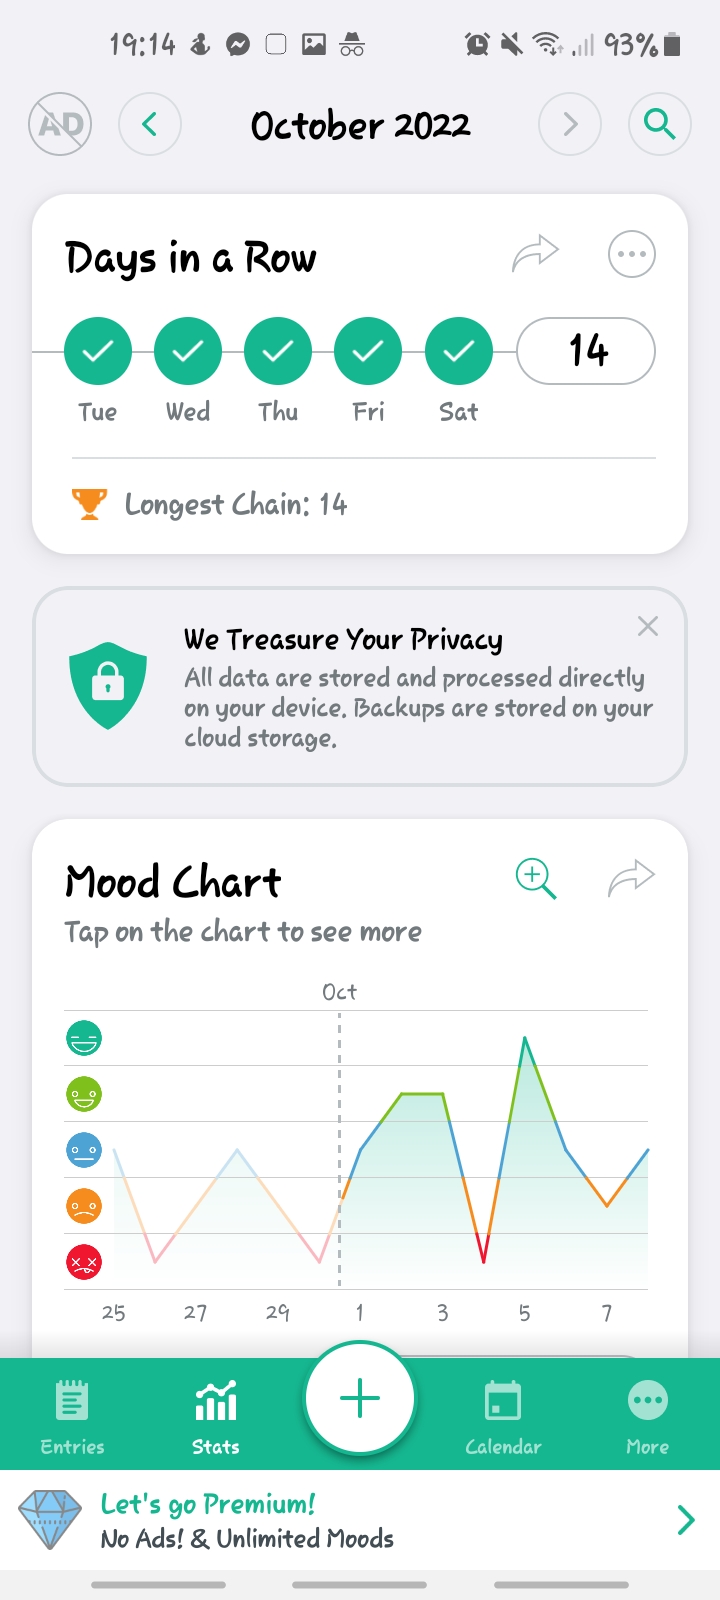 19:14
93%
AD
October 2022
Days in a Row
14
Tue Wed Thu Fri Sat
Longest Chain: 14
We Treasure Your Privacy
All data are stored and processed directly
on your device. Backups are stored on your
cloud storage.
Mood Chart
Tap on the chart to see more
Oct
25 27 29 1 3 5 7
Entries Stats Calendar More
Let's go Premium!
No Ads! & Unlimited Moods